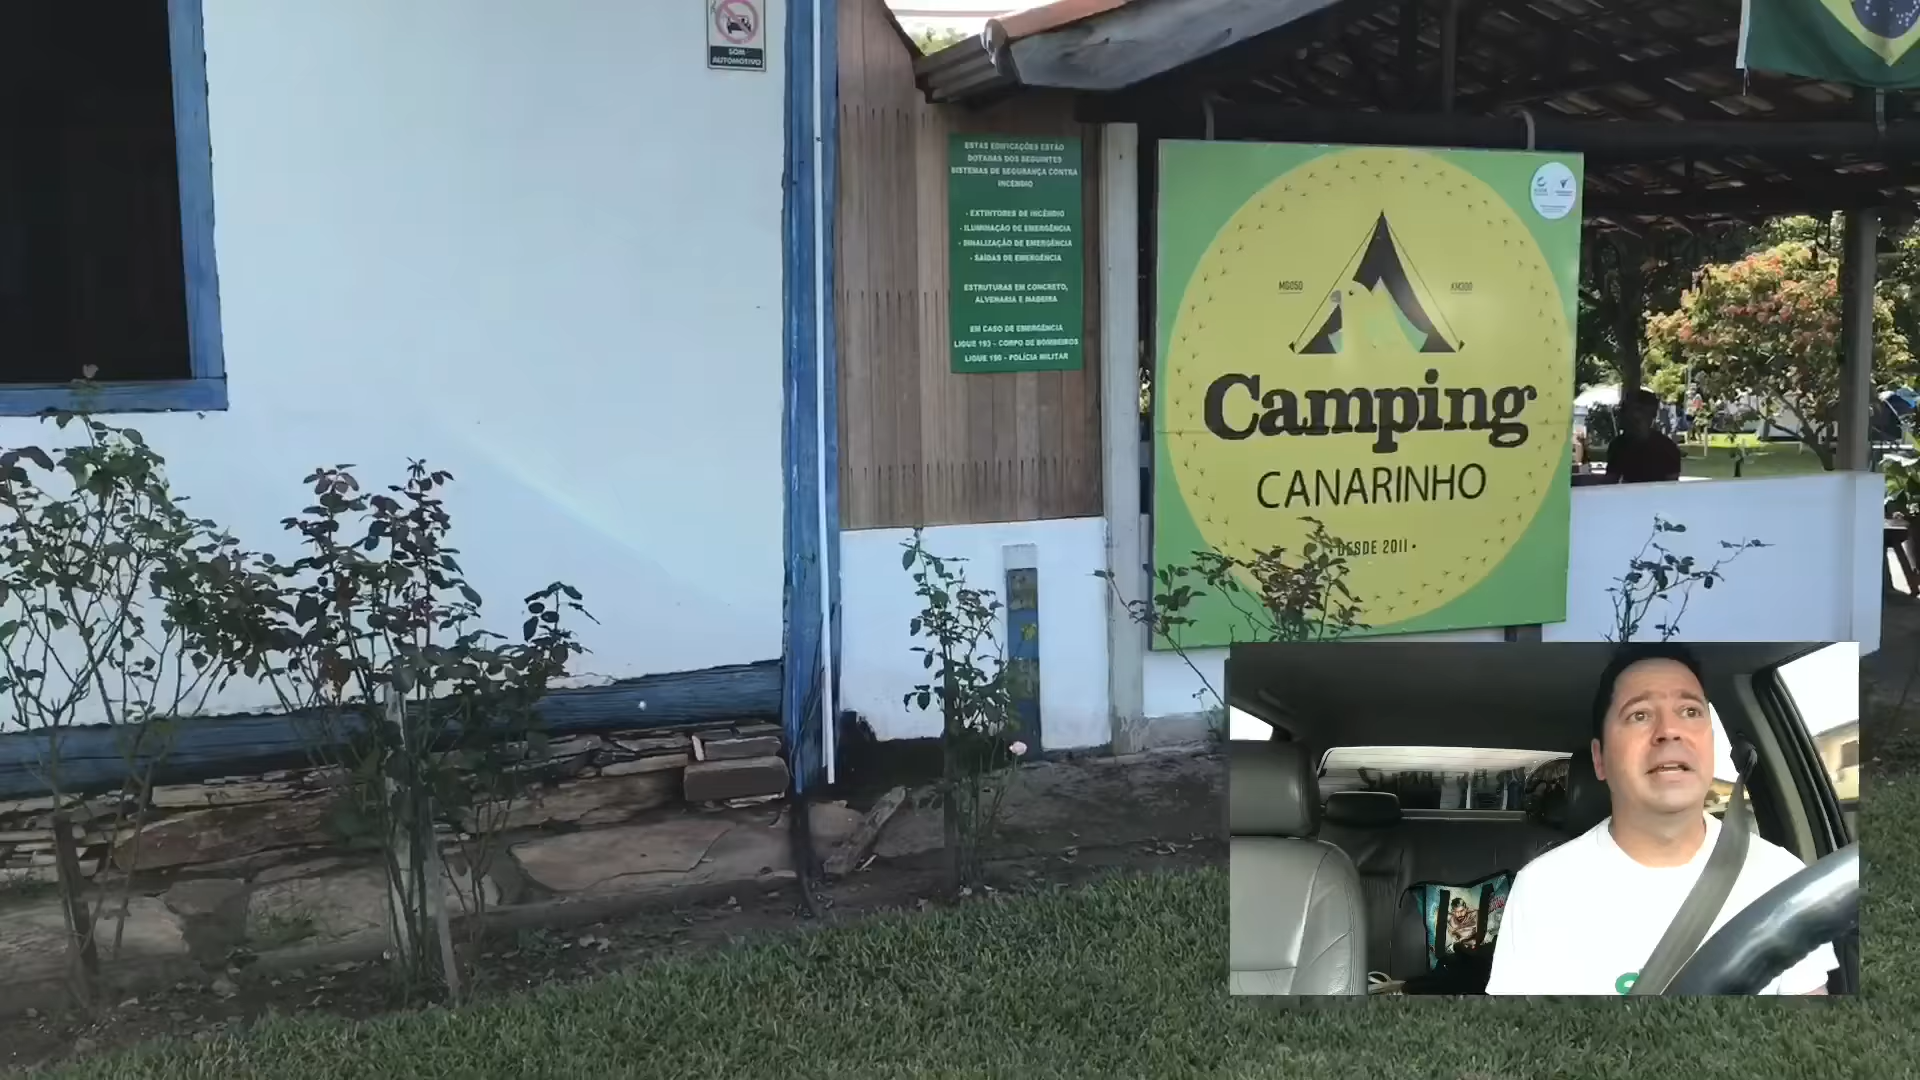 SOM
AUTOMOTIVO
ESTAS EDIFICAÇÕES ESTÃO
DOTADAS DOS SEGUINTES
SISTEMAS DE SEGURANÇA CONTRA
INCÊNDIO
- EXTINTORES DE INCÊNDIO
- ILUMINAÇÃO DE EMERGÊNCIA
- SINALIZAÇÃO DE EMERGÊNCIA
- SAÍDAS DE EMERGÊNCIA
ESTRUTURAS EM CONCRETO,
ALVENARIA E MADEIRA
EM CASO DE EMERGÊNCIA
LIGUE 193 - CORPO DE BOMBEIROS
LIGUE 190 - POLÍCIA MILITAR
MG050
KM300
Camping
CANARINHO
• DESDE 2011 •